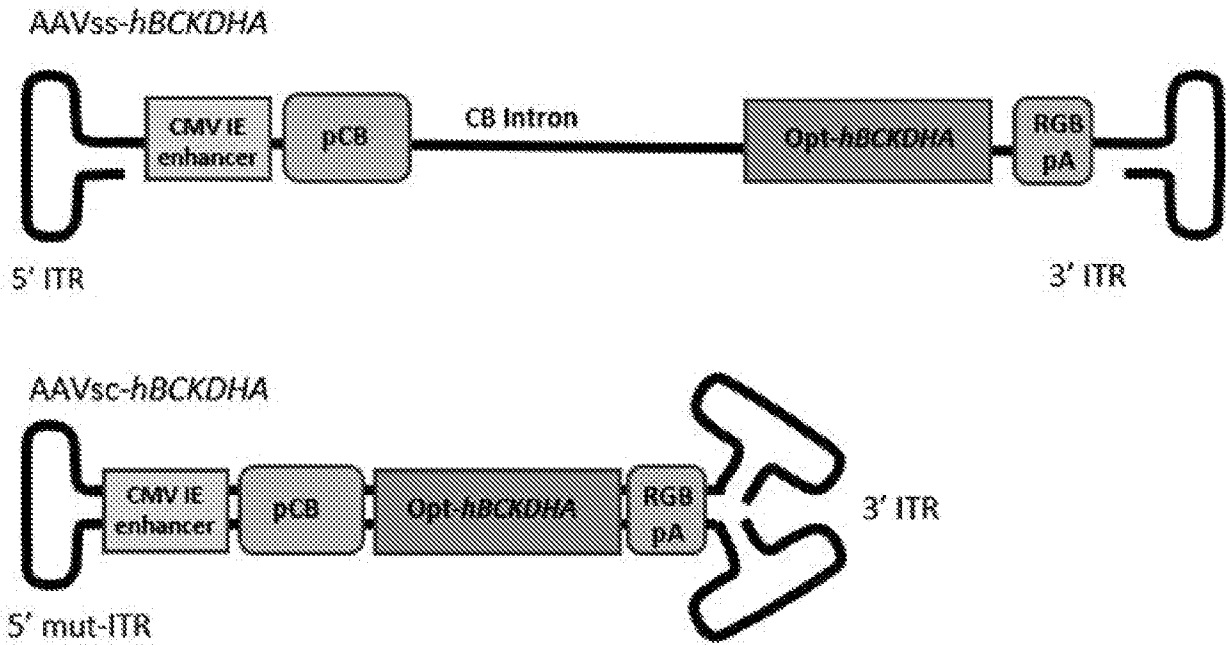 AAVss-hBCKDHA
CMV IE
enhancer
pCB
CB Intron
Opt-hBCKDHA
RGB
pA
5' ITR
3' ITR
AAVsc-hBCKDHA
CMV IE
enhancer
pCB
Opt-hBCKDHA
RGB
pA
3' ITR
5' mut-ITR